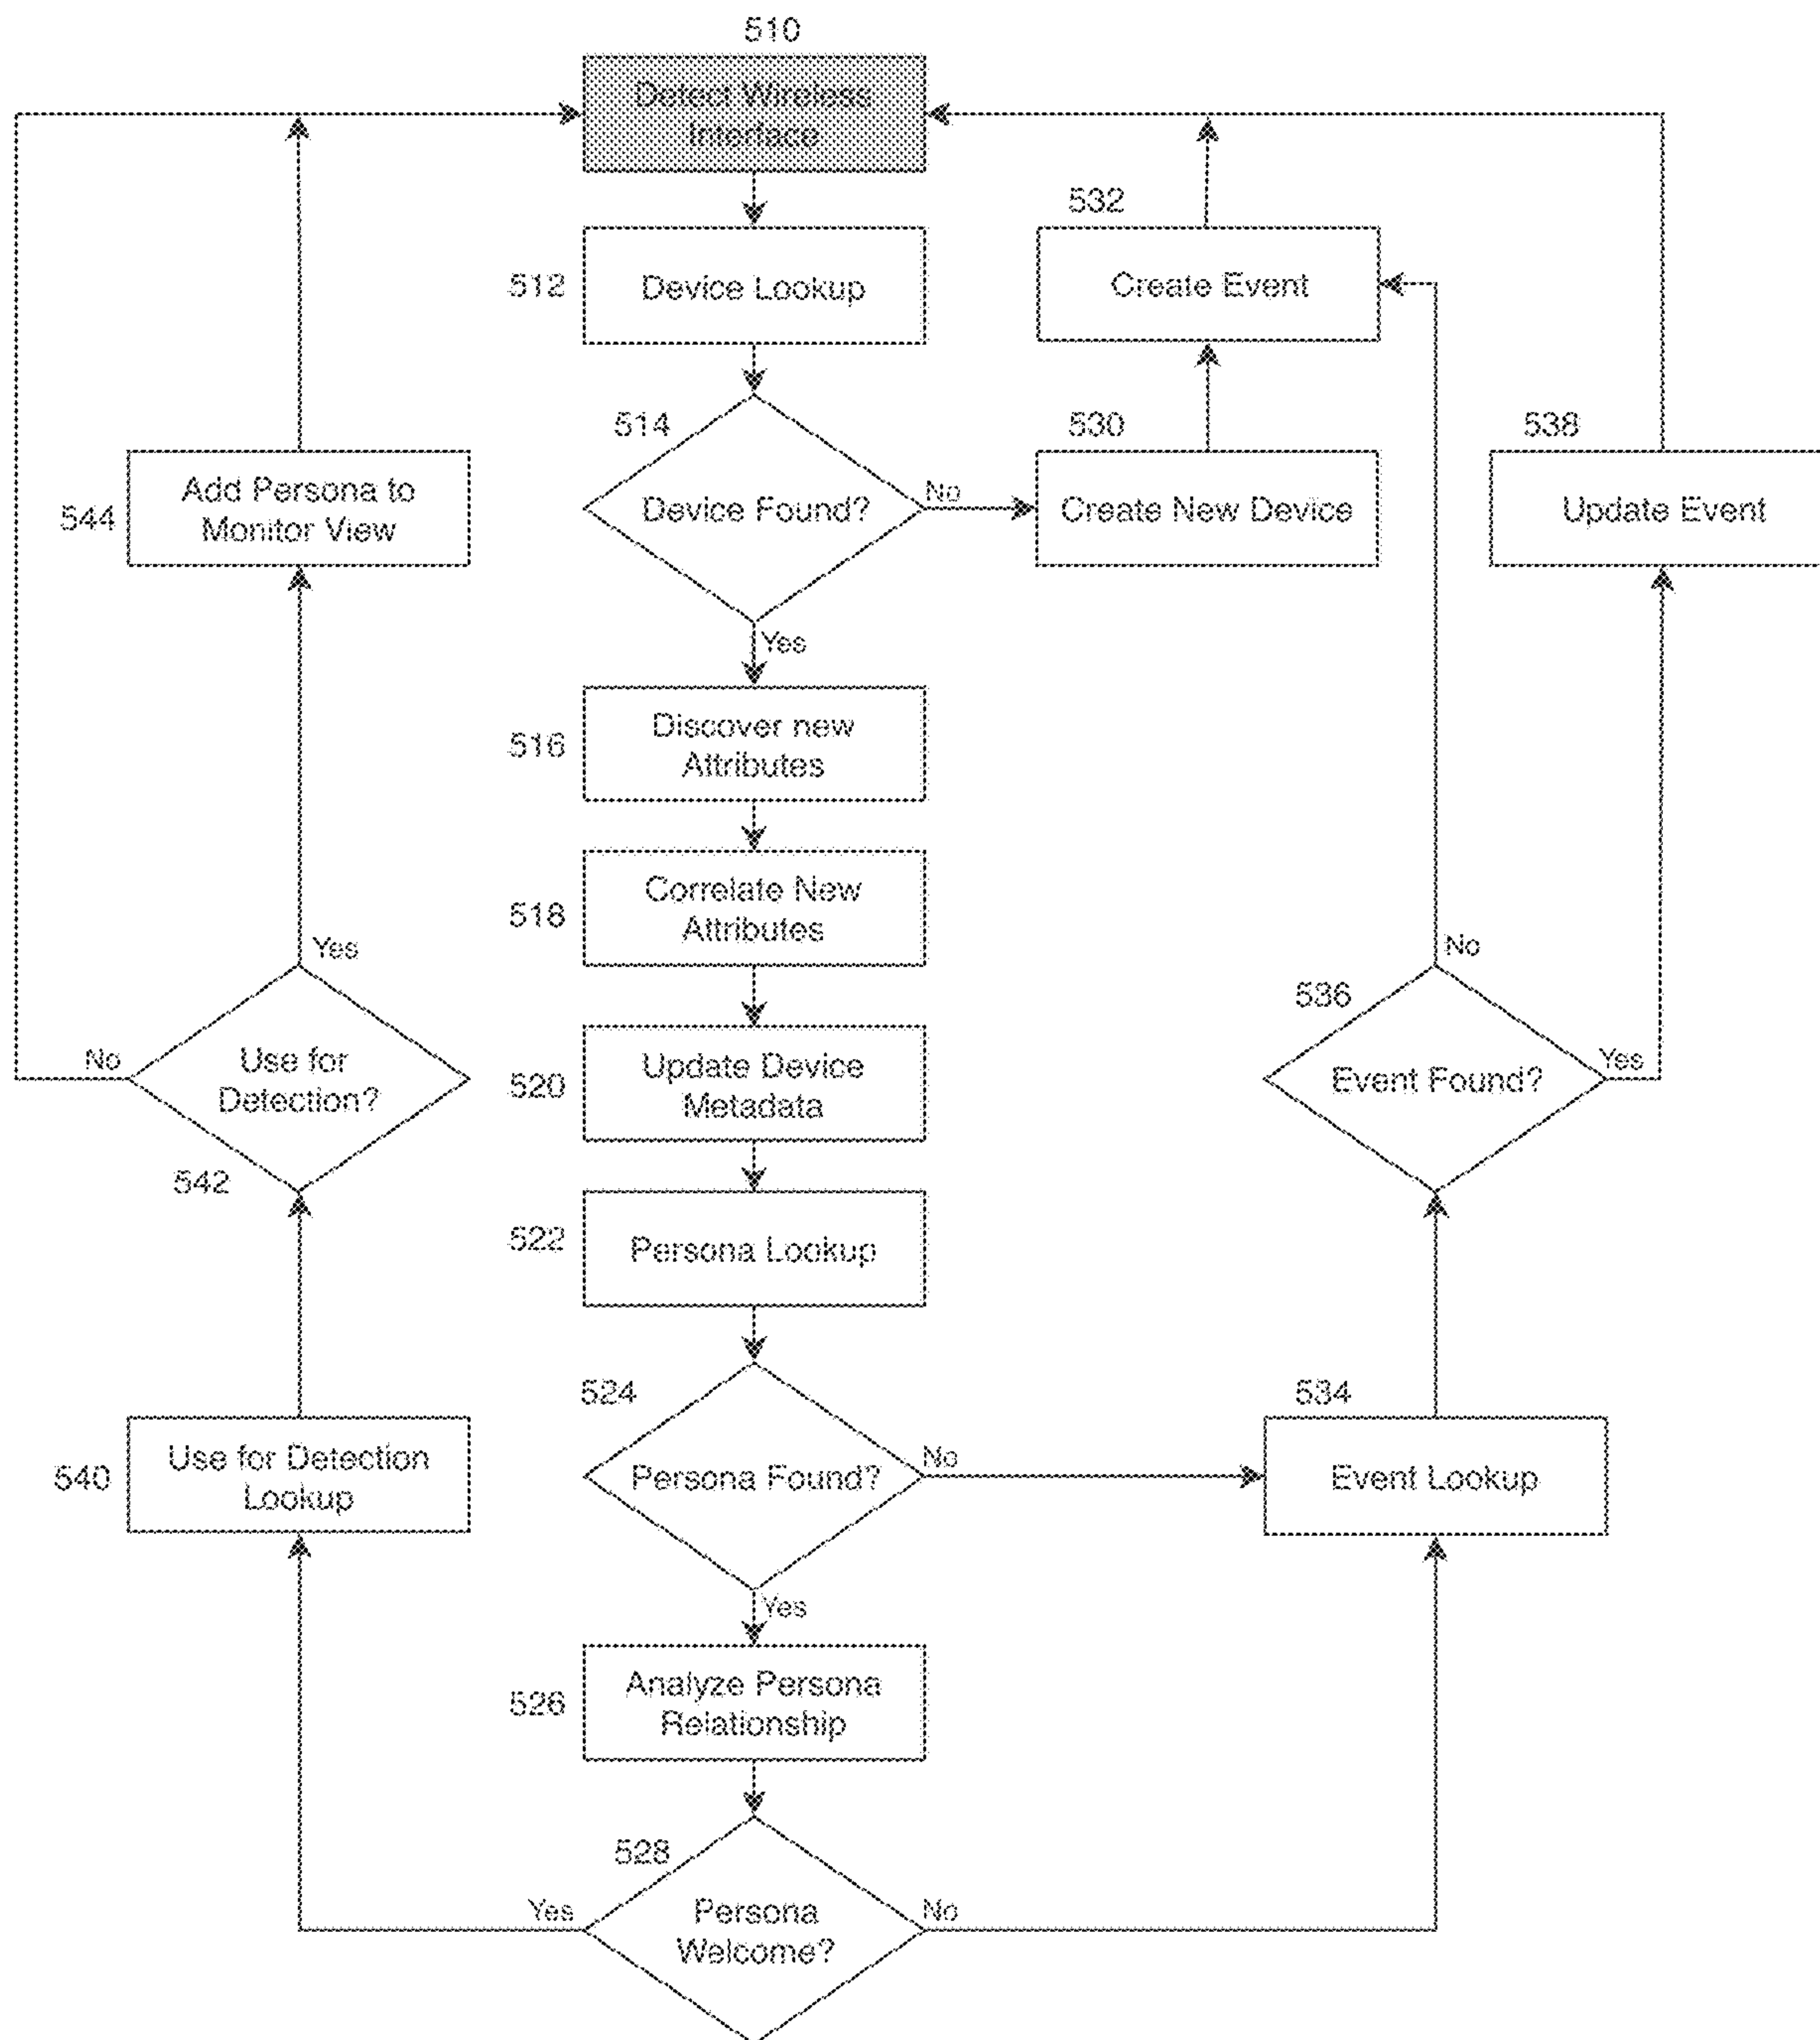 510
Detect Wireless
Interface
532
512
Device Lookup
Create Event
514
530
538
544
Add Persona to
Monitor View
Device Found?
No
Create New Device
Update Event
Yes
516
Discover new
Attributes
518
Correlate New
Attributes
Yes
No
536
No
Use for
Detection?
542
520
Update Device
Metadata
Event Found?
Yes
522
Persona Lookup
524
534
540
Use for Detection
Lookup
Persona Found?
No
Event Lookup
Yes
526
Analyze Persona
Relationship
528
Yes
Persona
Welcome?
No